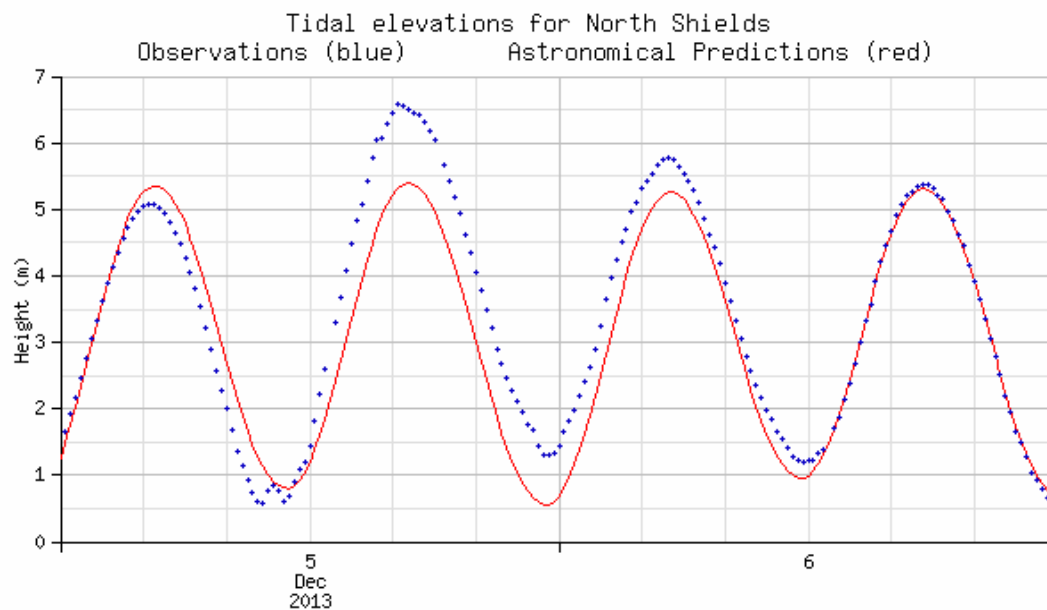 Tidal elevations for North Shields
Observations (blue) Astronomical Predictions (red)
7
6
5
4
3
2
1
0
Height (m)
5
6
Dec
2013